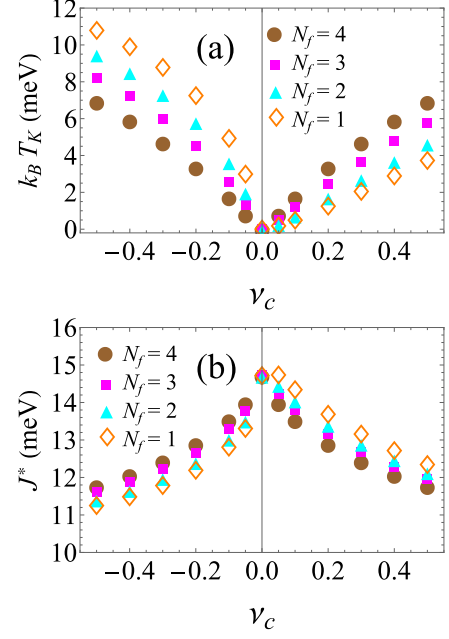 12
10
8
6
4
2
0
k_B T_K (meV)
(a)
N_f = 4
N_f = 3
N_f = 2
N_f = 1
−0.4 −0.2 0.0 0.2 0.4
ν_c
16
15
14
13
12
11
10
J* (meV)
(b)
N_f = 4
N_f = 3
N_f = 2
N_f = 1
−0.4 −0.2 0.0 0.2 0.4
ν_c